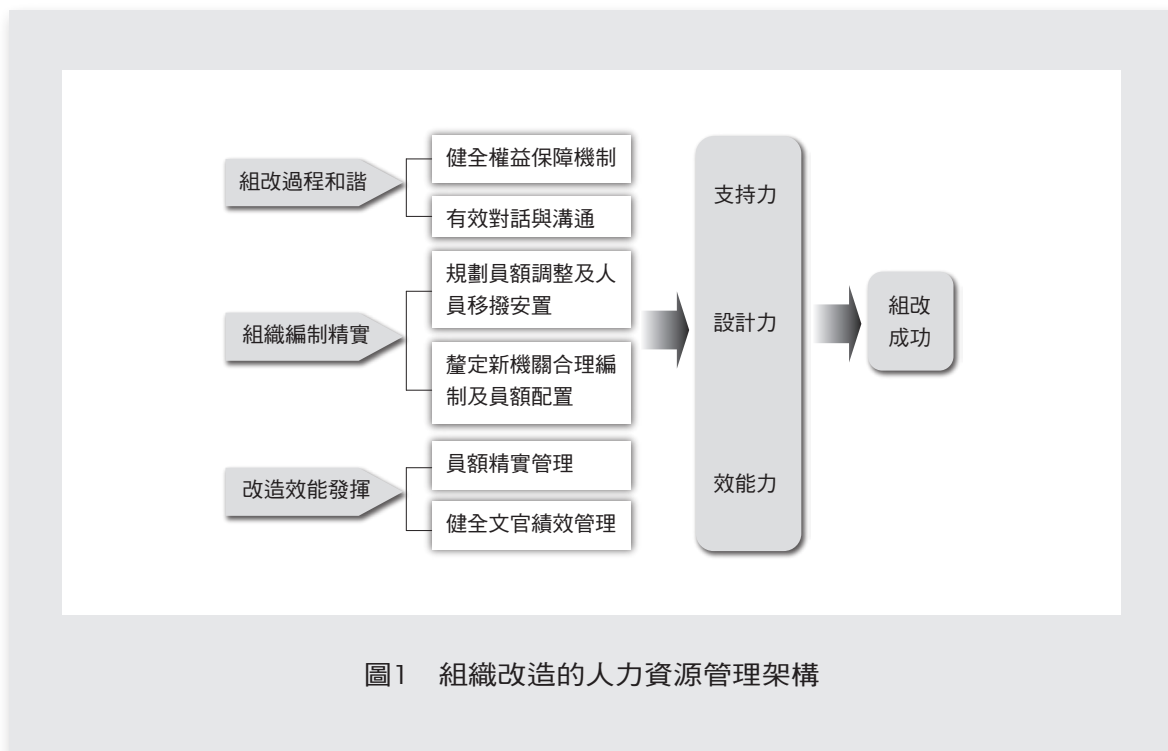 組改過程和諧
健全權益保障機制
有效對話與溝通
組織編制精實
規劃員額調整及人
員移撥安置
釐定新機關合理編
制及員額配置
改造效能發揮
員額精實管理
健全文官績效管理
支持力
設計力
效能力
組改
成功
圖1 組織改造的人力資源管理架構